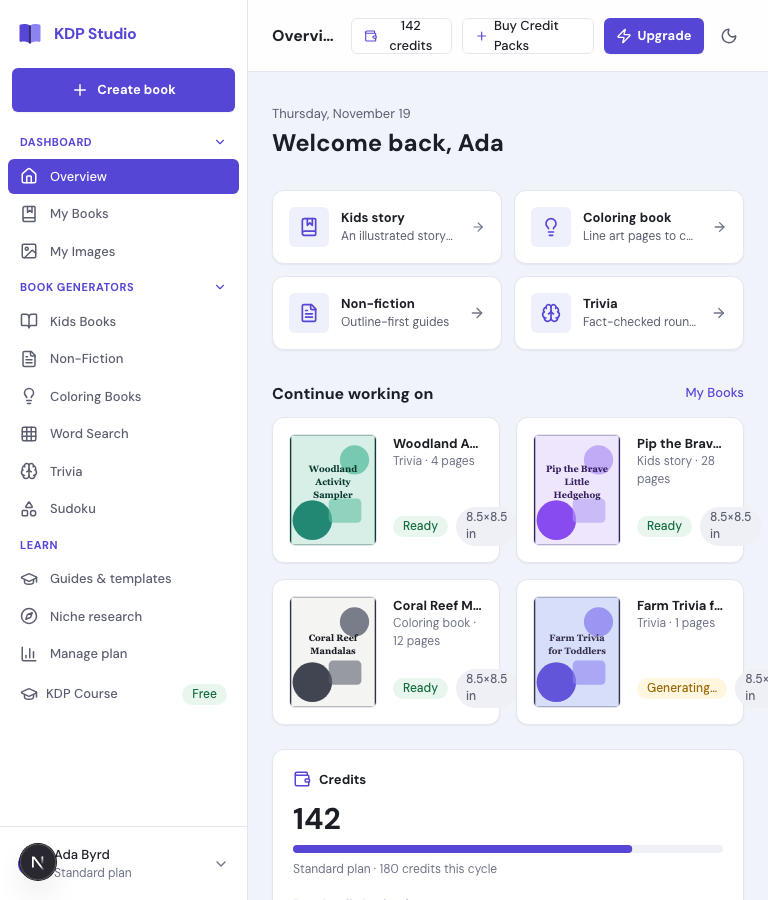 KDP Studio
Create book
DASHBOARD
Overview
My Books
My Images
BOOK GENERATORS
Kids Books
Non-Fiction
Coloring Books
Word Search
Trivia
Sudoku
LEARN
Guides & templates
Niche research
Manage plan
KDP Course
Free
N
Ada Byrd
Standard plan
Overvi...
142
credits
Buy Credit
Packs
Upgrade
Thursday, November 19
Welcome back, Ada
Kids story
An illustrated story...
Coloring book
Line art pages to c...
Non-fiction
Outline-first guides
Trivia
Fact-checked roun...
Continue working on
My Books
Woodland
Activity
Sampler
Woodland A...
Trivia · 4 pages
Ready
8.5×8.5
in
Pip the Brave
Little
Hedgehog
Pip the Brav...
Kids story · 28
pages
Ready
8.5×8.5
in
Coral Reef
Mandalas
Coral Reef M...
Coloring book ·
12 pages
Ready
8.5×8.5
in
Farm Trivia
for Toddlers
Farm Trivia f...
Trivia · 1 pages
Generating...
8.5×
in
Credits
142
Standard plan · 180 credits this cycle